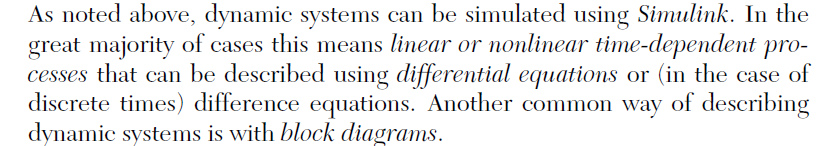 As noted above, dynamic systems can be simulated using Simulink. In the
great majority of cases this means linear or nonlinear time-dependent pro-
cesses that can be described using differential equations or (in the case of
discrete times) difference equations. Another common way of describing
dynamic systems is with block diagrams.